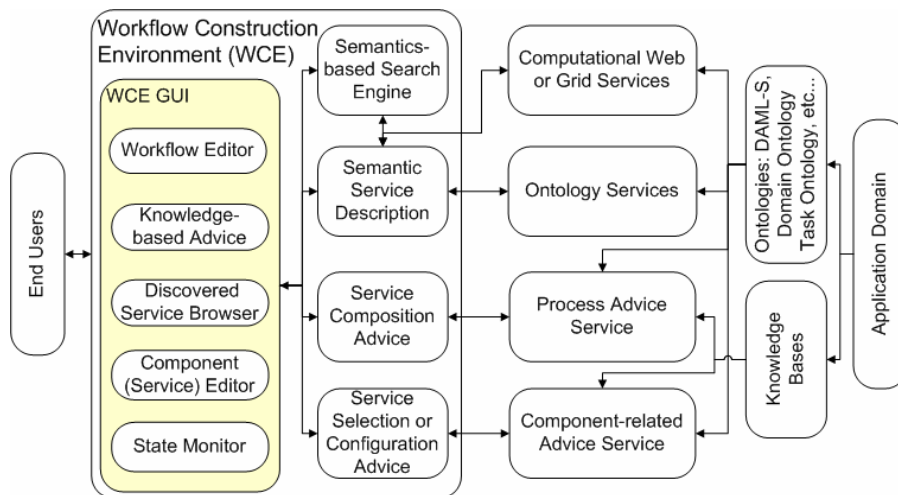 Workflow Construction
Environment (WCE)
WCE GUI
Workflow Editor
Knowledge-
based Advice
Discovered
Service Browser
Component
(Service) Editor
State Monitor
End Users
Semantics-
based Search
Engine
Semantic
Service
Description
Service
Composition
Advice
Service
Selection or
Configuration
Advice
Computational Web
or Grid Services
Ontology Services
Process Advice
Service
Component-related
Advice Service
Ontologies: DAML-S,
Domain Ontology
Task Ontology, etc...
Knowledge
Bases
Application Domain